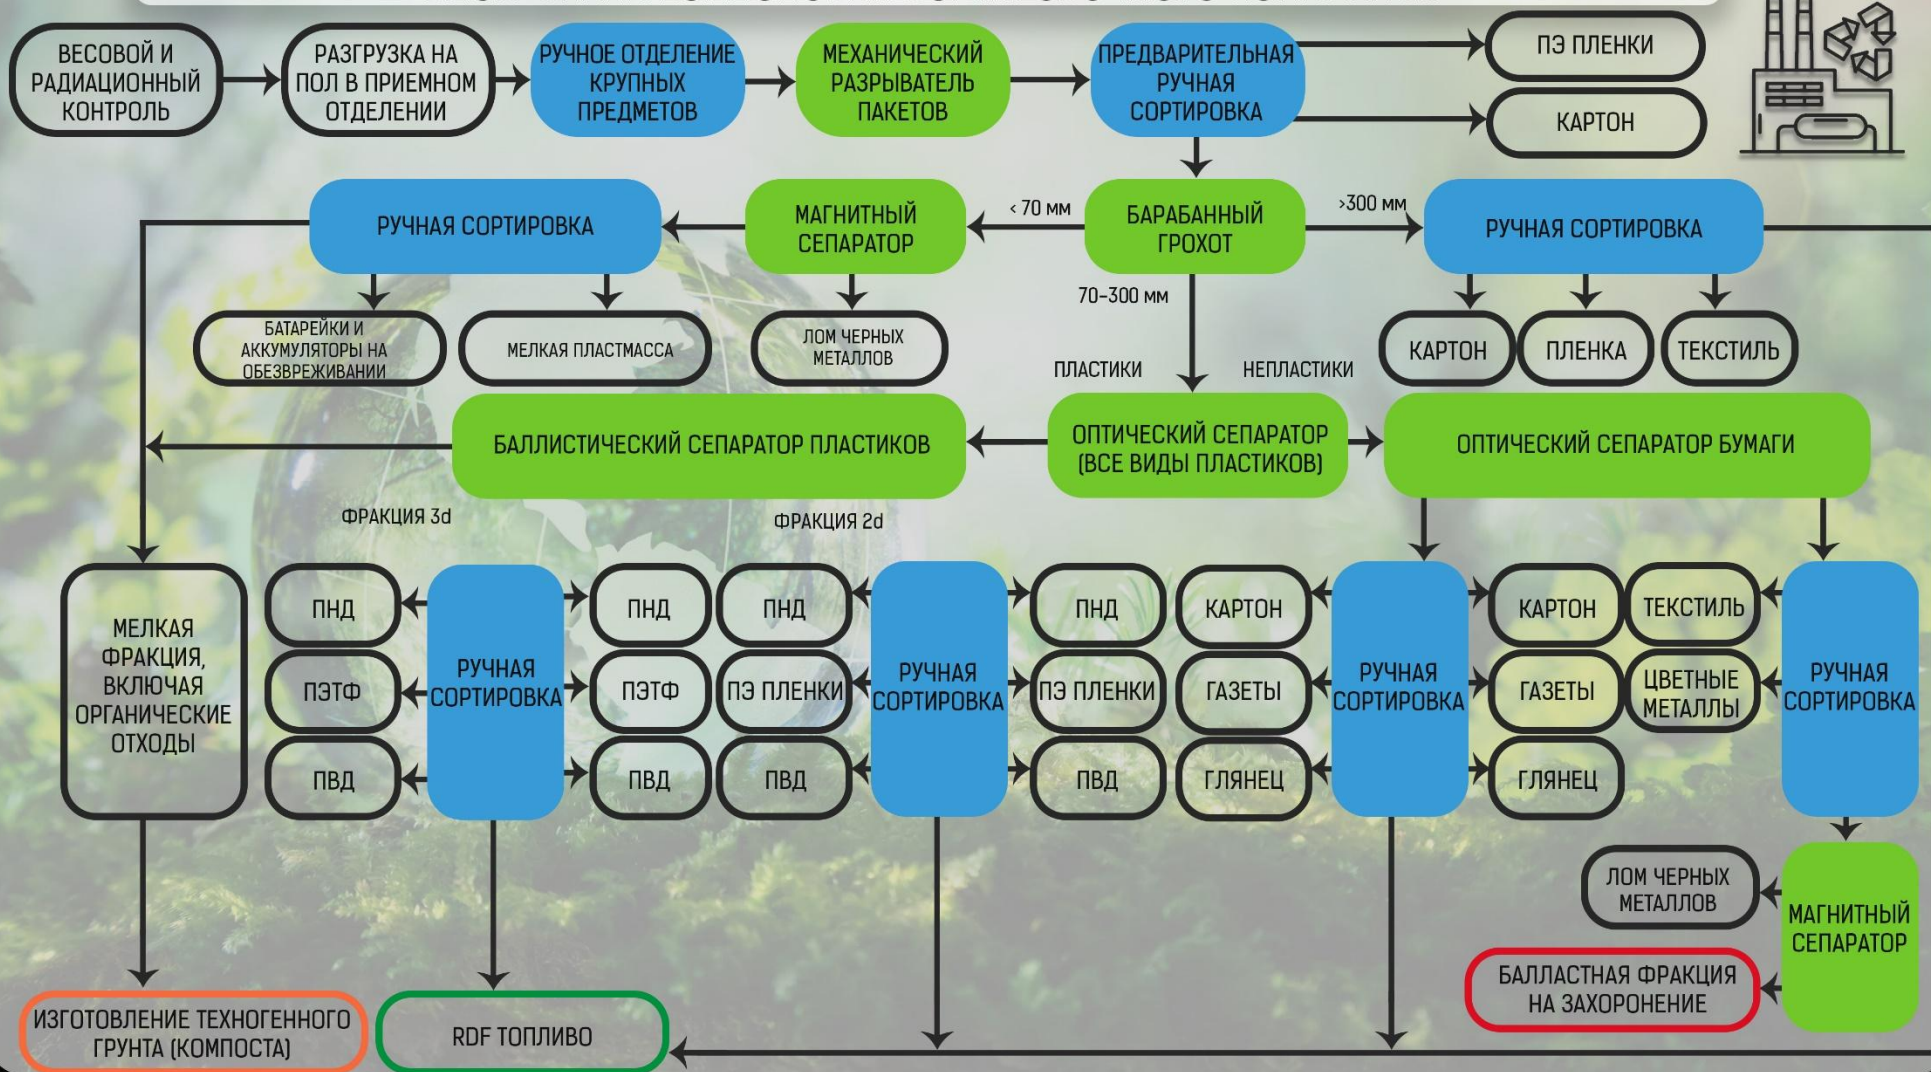 ВЕСОВОЙ И
РАДИАЦИОННЫЙ
КОНТРОЛЬ
РАЗГРУЗКА НА
ПОЛ В ПРИЕМНОМ
ОТДЕЛЕНИИ
РУЧНОЕ ОТДЕЛЕНИЕ
КРУПНЫХ
ПРЕДМЕТОВ
МЕХАНИЧЕСКИЙ
РАЗРЫВАТЕЛЬ
ПАКЕТОВ
ПРЕДВАРИТЕЛЬНАЯ
РУЧНАЯ
СОРТИРОВКА
ПЭ ПЛЕНКИ
КАРТОН
РУЧНАЯ СОРТИРОВКА
МАГНИТНЫЙ
СЕПАРАТОР
< 70 мм
БАРАБАННЫЙ
ГРОХОТ
>300 мм
РУЧНАЯ СОРТИРОВКА
70-300 мм
БАТАРЕЙКИ И
АККУМУЛЯТОРЫ НА
ОБЕЗВРЕЖИВАНИИ
МЕЛКАЯ ПЛАСТМАССА
ЛОМ ЧЕРНЫХ
МЕТАЛЛОВ
КАРТОН
ПЛЕНКА
ТЕКСТИЛЬ
ПЛАСТИКИ
НЕПЛАСТИКИ
БАЛЛИСТИЧЕСКИЙ СЕПАРАТОР ПЛАСТИКОВ
ОПТИЧЕСКИЙ СЕПАРАТОР
(ВСЕ ВИДЫ ПЛАСТИКОВ)
ОПТИЧЕСКИЙ СЕПАРАТОР БУМАГИ
ФРАКЦИЯ 3d
ФРАКЦИЯ 2d
МЕЛКАЯ
ФРАКЦИЯ,
ВКЛЮЧАЯ
ОРГАНИЧЕСКИЕ
ОТХОДЫ
ПНД
ПЭТФ
ПВД
РУЧНАЯ
СОРТИРОВКА
ПНД
ПЭТФ
ПВД
ПНД
ПЭ ПЛЕНКИ
ПВД
РУЧНАЯ
СОРТИРОВКА
ПНД
ПЭ ПЛЕНКИ
ПВД
КАРТОН
ГАЗЕТЫ
ГЛЯНЕЦ
РУЧНАЯ
СОРТИРОВКА
КАРТОН
ГАЗЕТЫ
ГЛЯНЕЦ
ТЕКСТИЛЬ
ЦВЕТНЫЕ
МЕТАЛЛЫ
РУЧНАЯ
СОРТИРОВКА
ЛОМ ЧЕРНЫХ
МЕТАЛЛОВ
МАГНИТНЫЙ
СЕПАРАТОР
БАЛЛАСТНАЯ ФРАКЦИЯ
НА ЗАХОРОНЕНИЕ
ИЗГОТОВЛЕНИЕ ТЕХНОГЕННОГО
ГРУНТА (КОМПОСТА)
RDF ТОПЛИВО